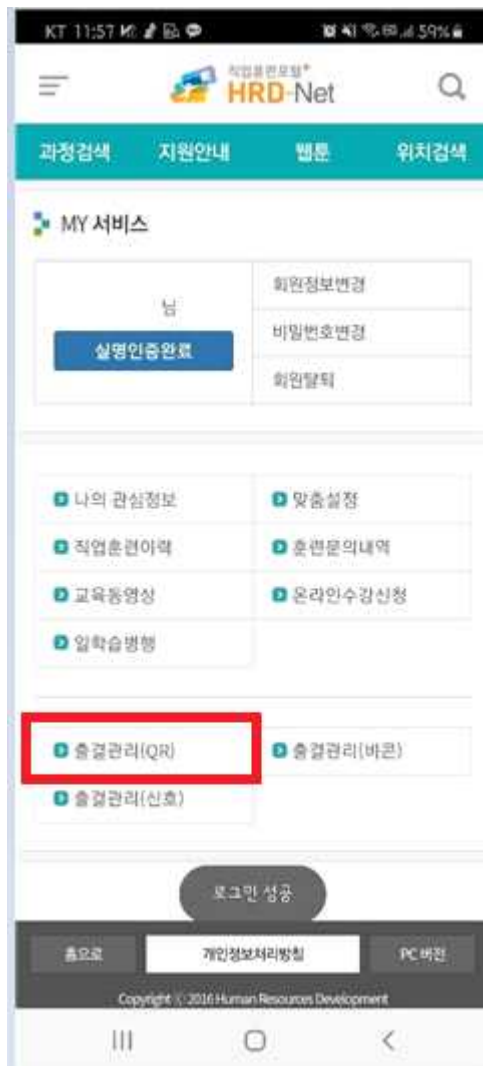 KT 11:57
59%
직업훈련포털+
HRD-Net
과정검색 지원안내 웹툰 위치검색
MY 서비스
님
실명인증완료
회원정보변경
비밀번호변경
회원탈퇴
나의 관심정보 맞춤설정
직업훈련이력 훈련문의내역
교육동영상 온라인수강신청
일학습병행
출결관리(QR) 출결관리(비콘)
출결관리(신호)
로그인 성공
홈으로 개인정보처리방침 PC 버전
Copyright ⓒ 2016 Human Resources Development